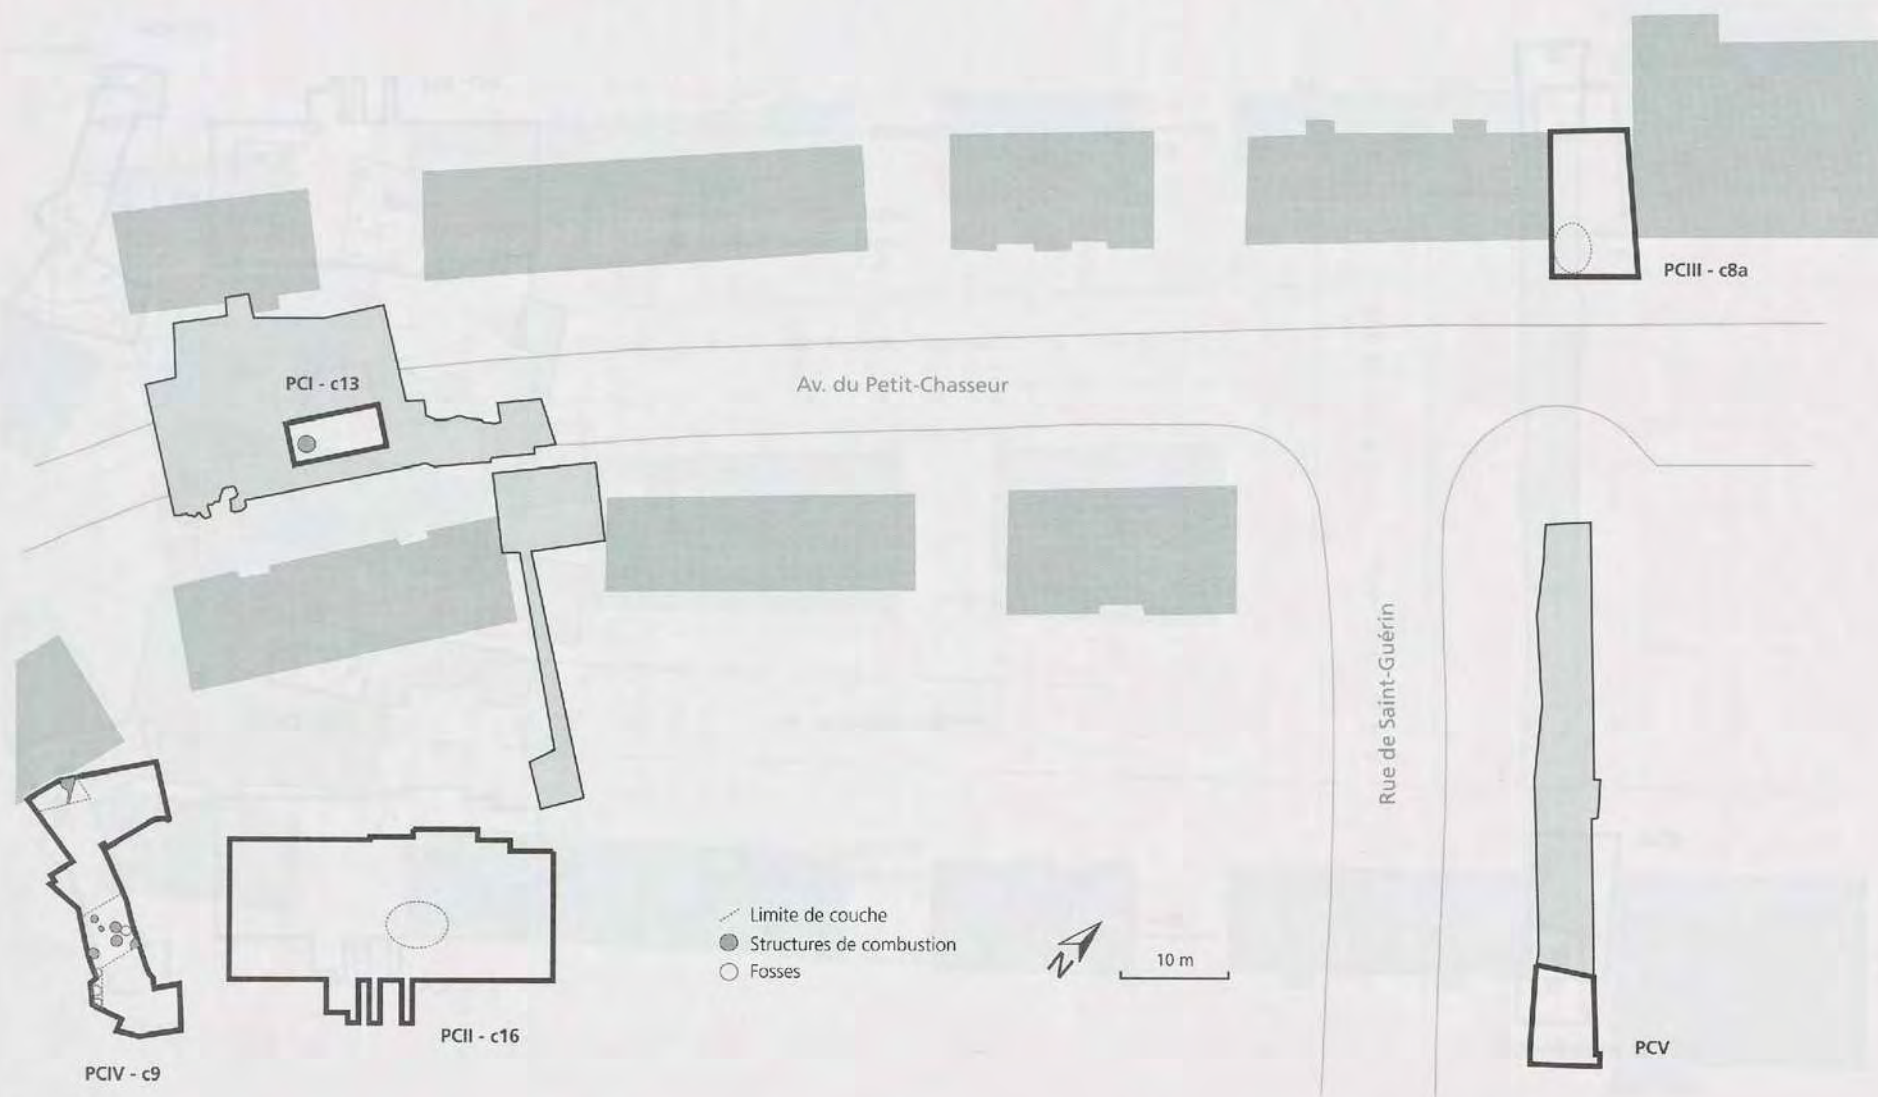 PCIII - c8a
PCI - c13
Av. du Petit-Chasseur
Rue de Saint-Guérin
Limite de couche
Structures de combustion
Fosses
N
10 m
PCII - c16
PCV
PCIV - c9